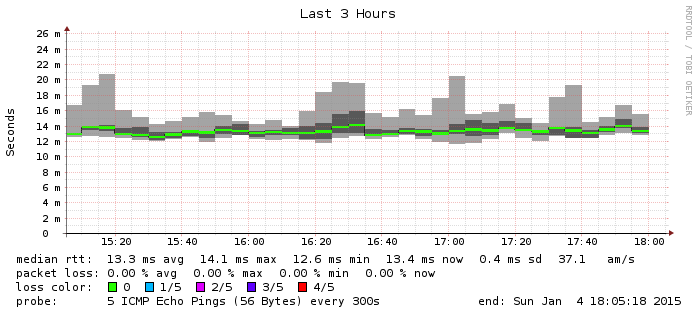 Last 3 Hours
RRDTOOL / TOBI OETIKER
Seconds
26 m
24 m
22 m
20 m
18 m
16 m
14 m
12 m
10 m
8 m
6 m
4 m
2 m
0
15:20 15:40 16:00 16:20 16:40 17:00 17:20 17:40 18:00
median rtt: 13.3 ms avg 14.1 ms max 12.6 ms min 13.4 ms now 0.4 ms sd 37.1 am/s
packet loss: 0.00 % avg 0.00 % max 0.00 % min 0.00 % now
loss color: 0 1/5 2/5 3/5 4/5
probe: 5 ICMP Echo Pings (56 Bytes) every 300s end: Sun Jan 4 18:05:18 2015